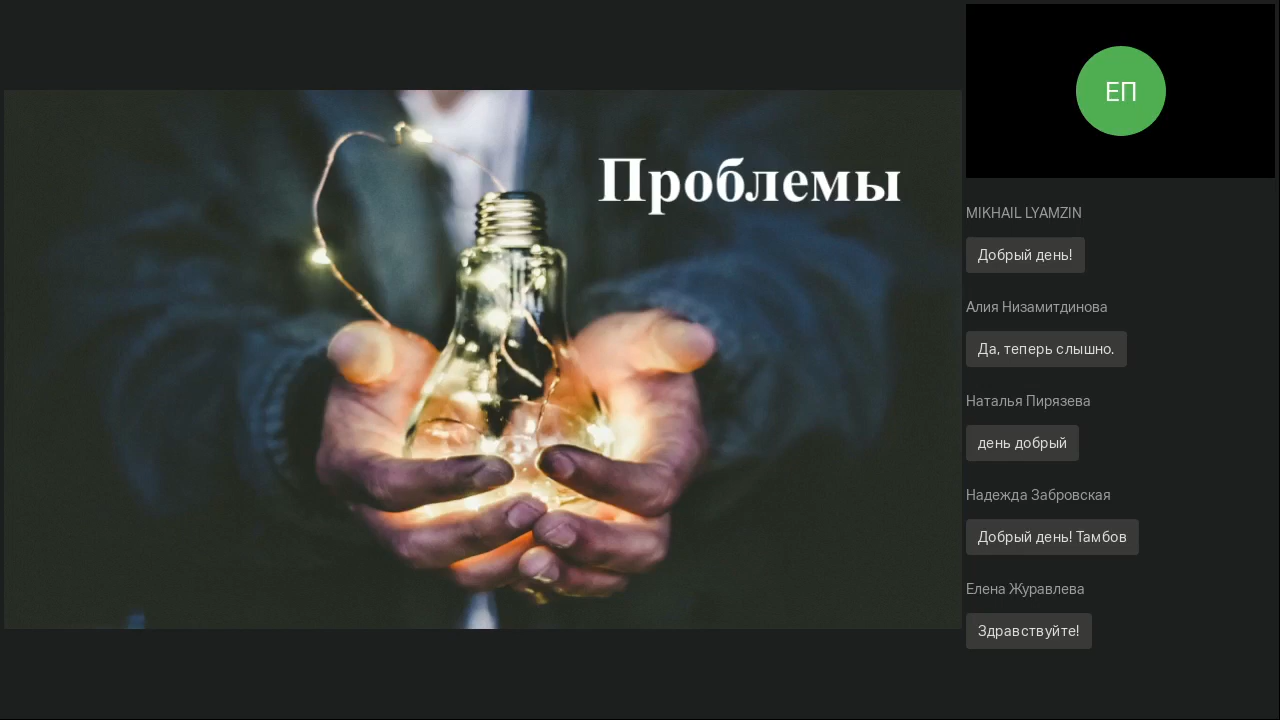 Проблемы
ЕП
MIKHAIL LYAMZIN
Добрый день!
Алия Низамитдинова
Да, теперь слышно.
Наталья Пирязева
день добрый
Надежда Забровская
Добрый день! Тамбов
Елена Журавлева
Здравствуйте!